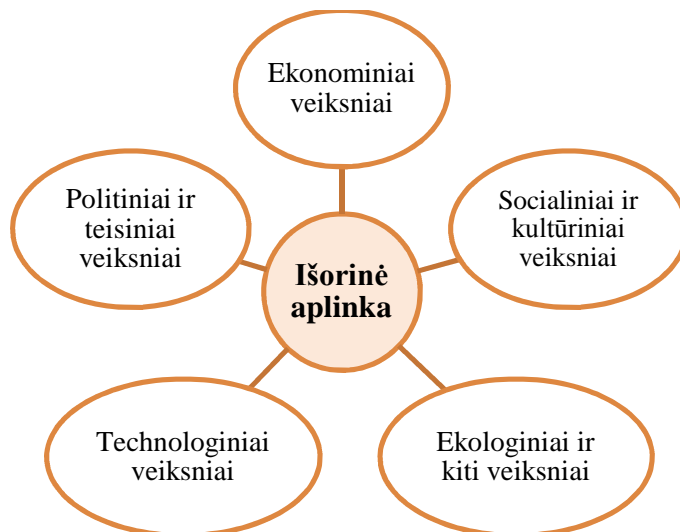 Ekonominiai
veiksniai
Politiniai ir
teisiniai
veiksniai
Socialiniai ir
kultūriniai
veiksniai
Išorinė
aplinka
Technologiniai
veiksniai
Ekologiniai ir
kiti veiksniai